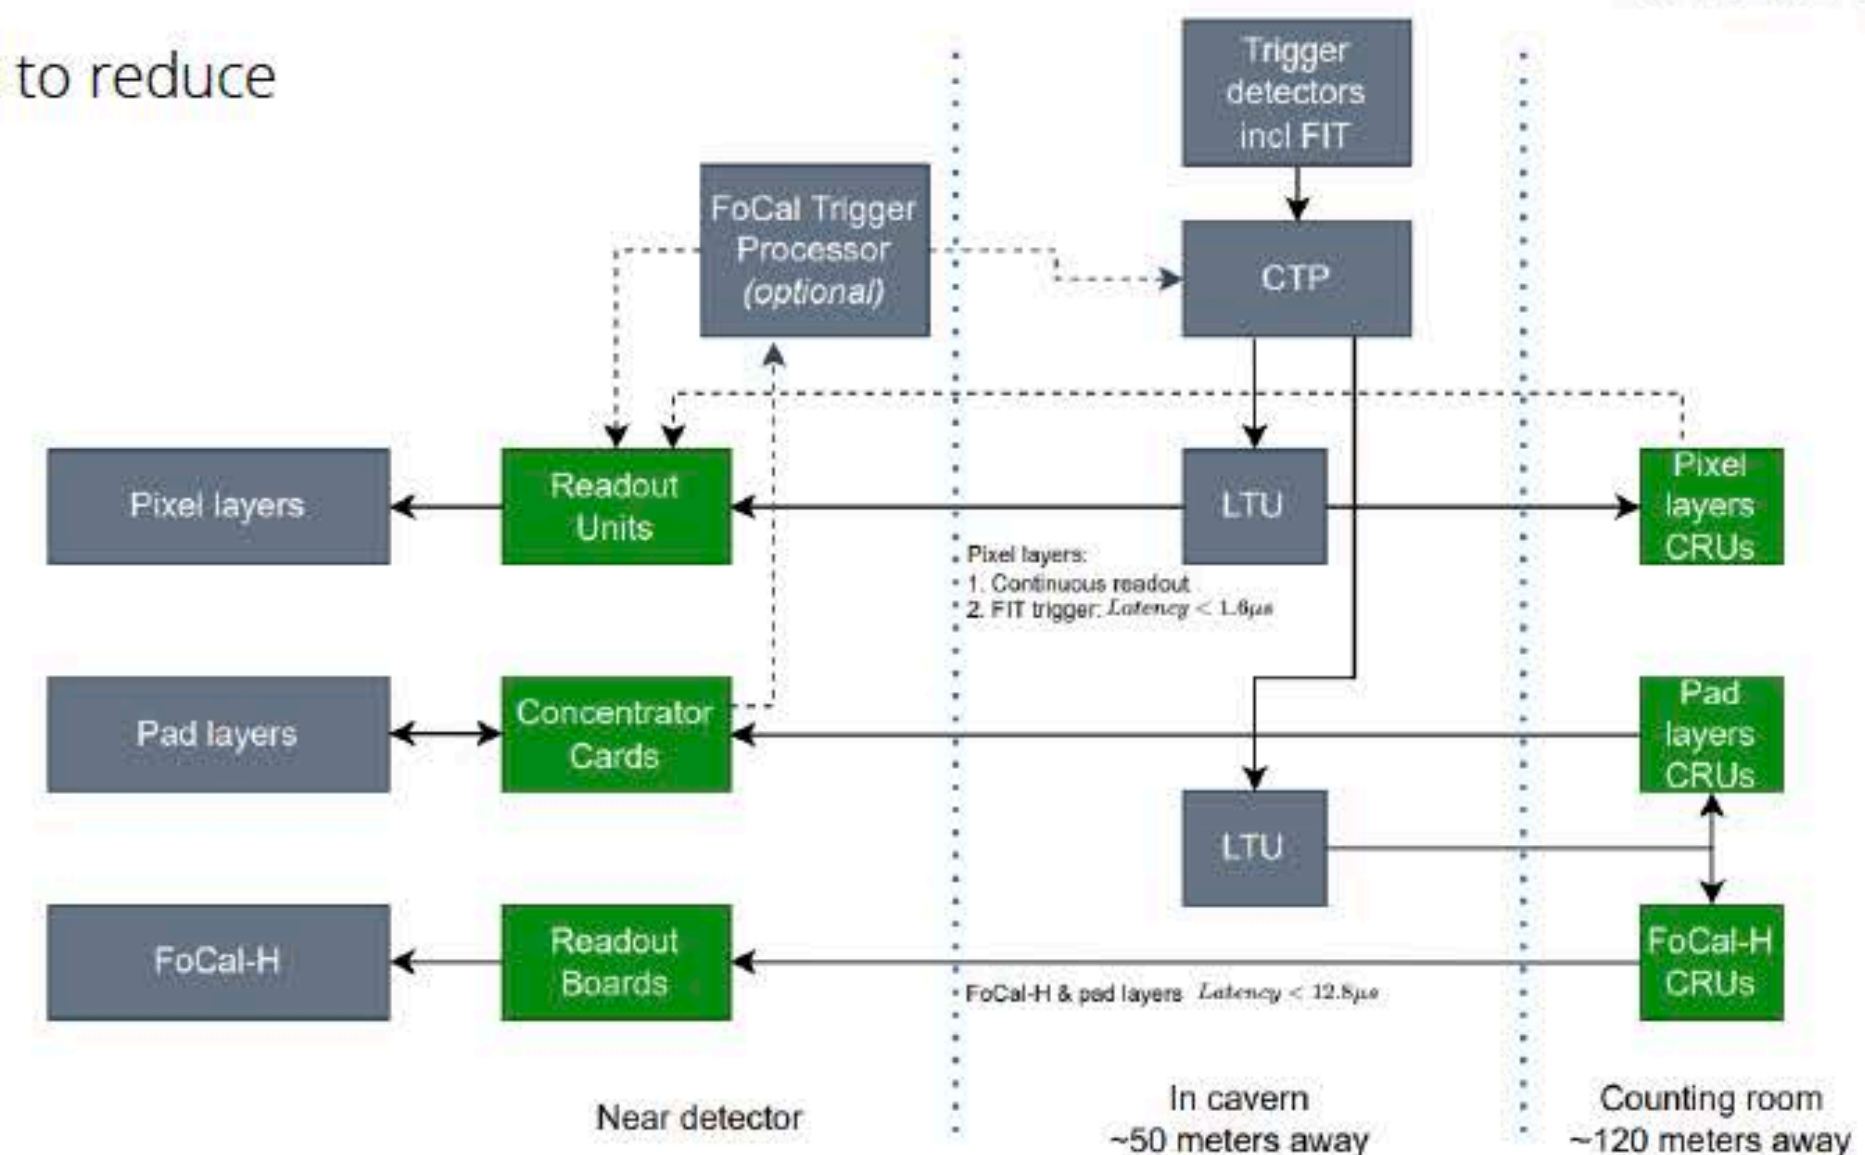 to reduce
Trigger
detectors
incl FIT
FoCal Trigger
Processor
(optional)
CTP
Pixel layers
Readout
Units
LTU
Pixel
layers
CRUs
Pixel layers:
1. Continuous readout
2. FIT trigger: Latency < 1.6μs
Pad layers
Concentrator
Cards
Pad
layers
CRUs
LTU
FoCal-H
Readout
Boards
FoCal-H
CRUs
FoCal-H & pad layers Latency < 12.8μs
Near detector
In cavern
~50 meters away
Counting room
~120 meters away